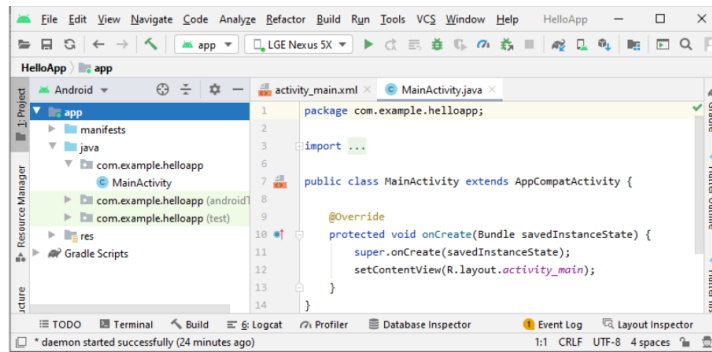 File Edit View Navigate Code Analyze Refactor Build Run Tools VCS Window Help HelloApp
app LGE Nexus 5X
HelloApp app
1: Project
Resource Manager
Android
app
manifests
java
com.example.helloapp
MainActivity
com.example.helloapp (androidT
com.example.helloapp (test)
res
Gradle Scripts
activity_main.xml MainActivity.java
1 package com.example.helloapp;
2
3 import ...
6
7 public class MainActivity extends AppCompatActivity {
8
9 @Override
10 protected void onCreate(Bundle savedInstanceState) {
11 super.onCreate(savedInstanceState);
12 setContentView(R.layout.activity_main);
13 }
14 }
TODO Terminal Build 6: Logcat Profiler Database Inspector 1 Event Log Layout Inspector
* daemon started successfully (24 minutes ago) 1:1 CRLF UTF-8 4 spaces